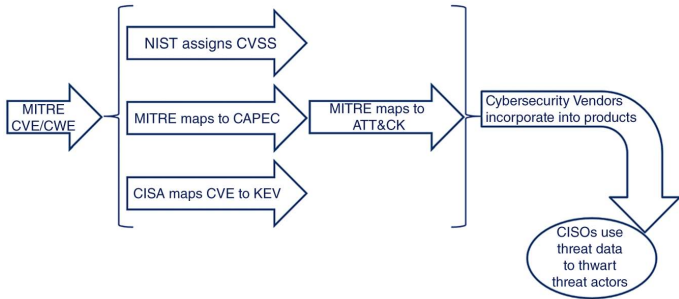 MITRE
CVE/CWE
NIST assigns CVSS
MITRE maps to CAPEC
CISA maps CVE to KEV
MITRE maps to
ATT&CK
Cybersecurity Vendors
incorporate into products
CISOs use
threat data
to thwart
threat actors